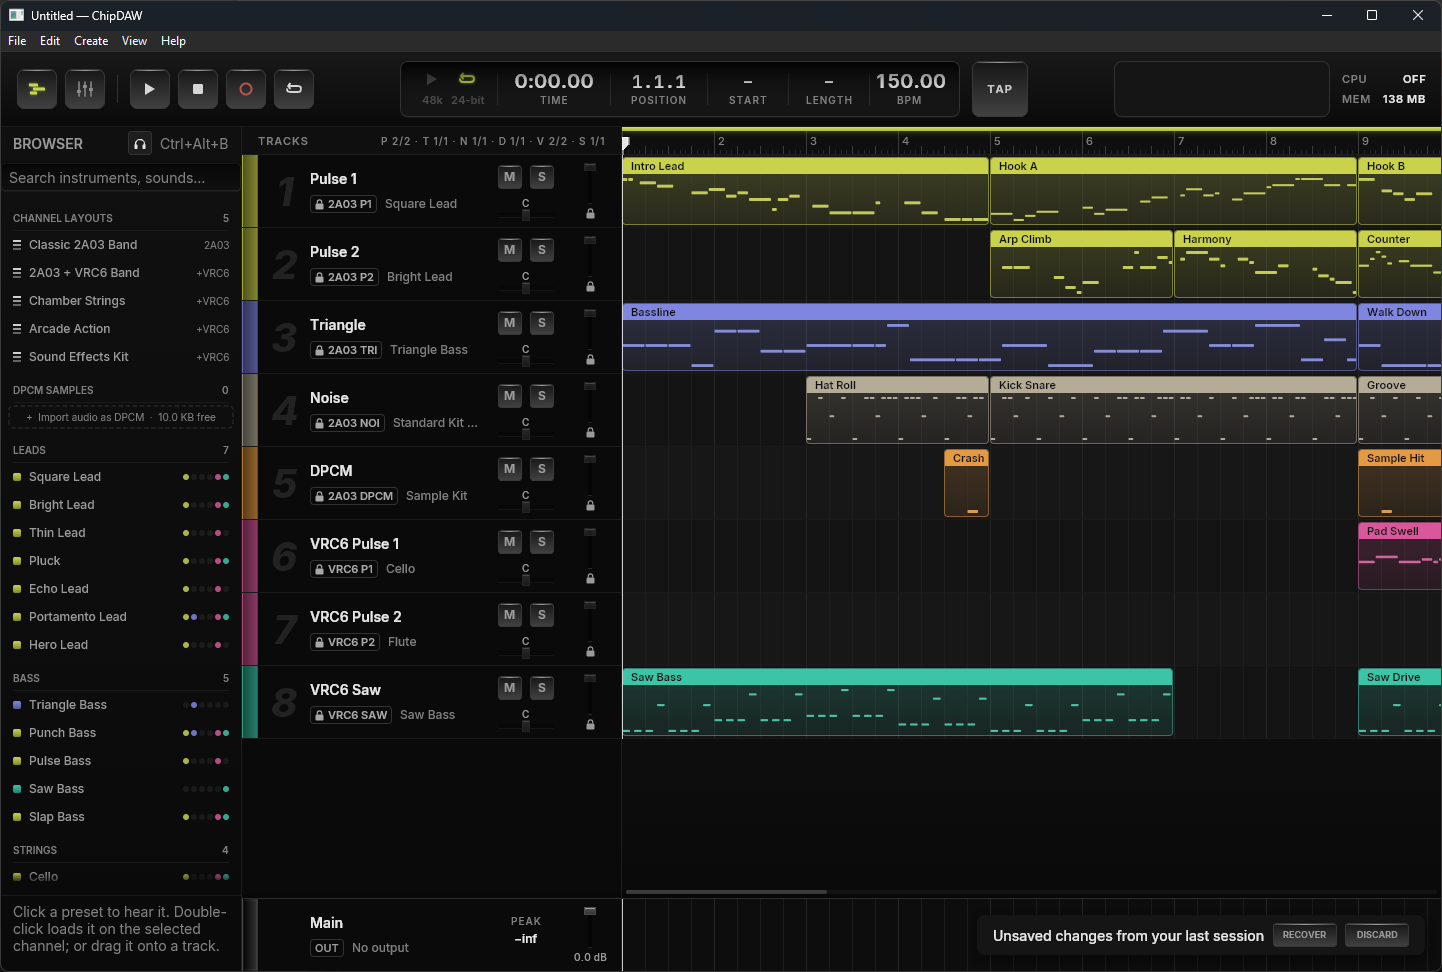 Untitled — ChipDAW
File Edit Create View Help
48k 24-bit
0:00.00
TIME
1.1.1
POSITION
–
START
–
LENGTH
150.00
BPM
TAP
CPU OFF
MEM 138 MB
BROWSER Ctrl+Alt+B
Search instruments, sounds...
CHANNEL LAYOUTS 5
Classic 2A03 Band 2A03
2A03 + VRC6 Band +VRC6
Chamber Strings +VRC6
Arcade Action +VRC6
Sound Effects Kit +VRC6
DPCM SAMPLES 0
+ Import audio as DPCM · 10.0 KB free
LEADS 7
Square Lead
Bright Lead
Thin Lead
Pluck
Echo Lead
Portamento Lead
Hero Lead
BASS 5
Triangle Bass
Punch Bass
Pulse Bass
Saw Bass
Slap Bass
STRINGS 4
Cello
Click a preset to hear it. Double-
click loads it on the selected
channel; or drag it onto a track.
TRACKS P 2/2 · T 1/1 · N 1/1 · D 1/1 · V 2/2 · S 1/1
1 Pulse 1 M S
2A03 P1 Square Lead C
2 Pulse 2 M S
2A03 P2 Bright Lead C
3 Triangle M S
2A03 TRI Triangle Bass C
4 Noise M S
2A03 NOI Standard Kit ... C
5 DPCM M S
2A03 DPCM Sample Kit C
6 VRC6 Pulse 1 M S
VRC6 P1 Cello C
7 VRC6 Pulse 2 M S
VRC6 P2 Flute C
8 VRC6 Saw M S
VRC6 SAW Saw Bass C
2 3 4 5 6 7 8 9
Intro Lead Hook A Hook B
Arp Climb Harmony Counter
Bassline Walk Down
Hat Roll Kick Snare Groove
Crash Sample Hit
Pad Swell
Saw Bass Saw Drive
Main PEAK
OUT No output –inf
0.0 dB
Unsaved changes from your last session RECOVER DISCARD